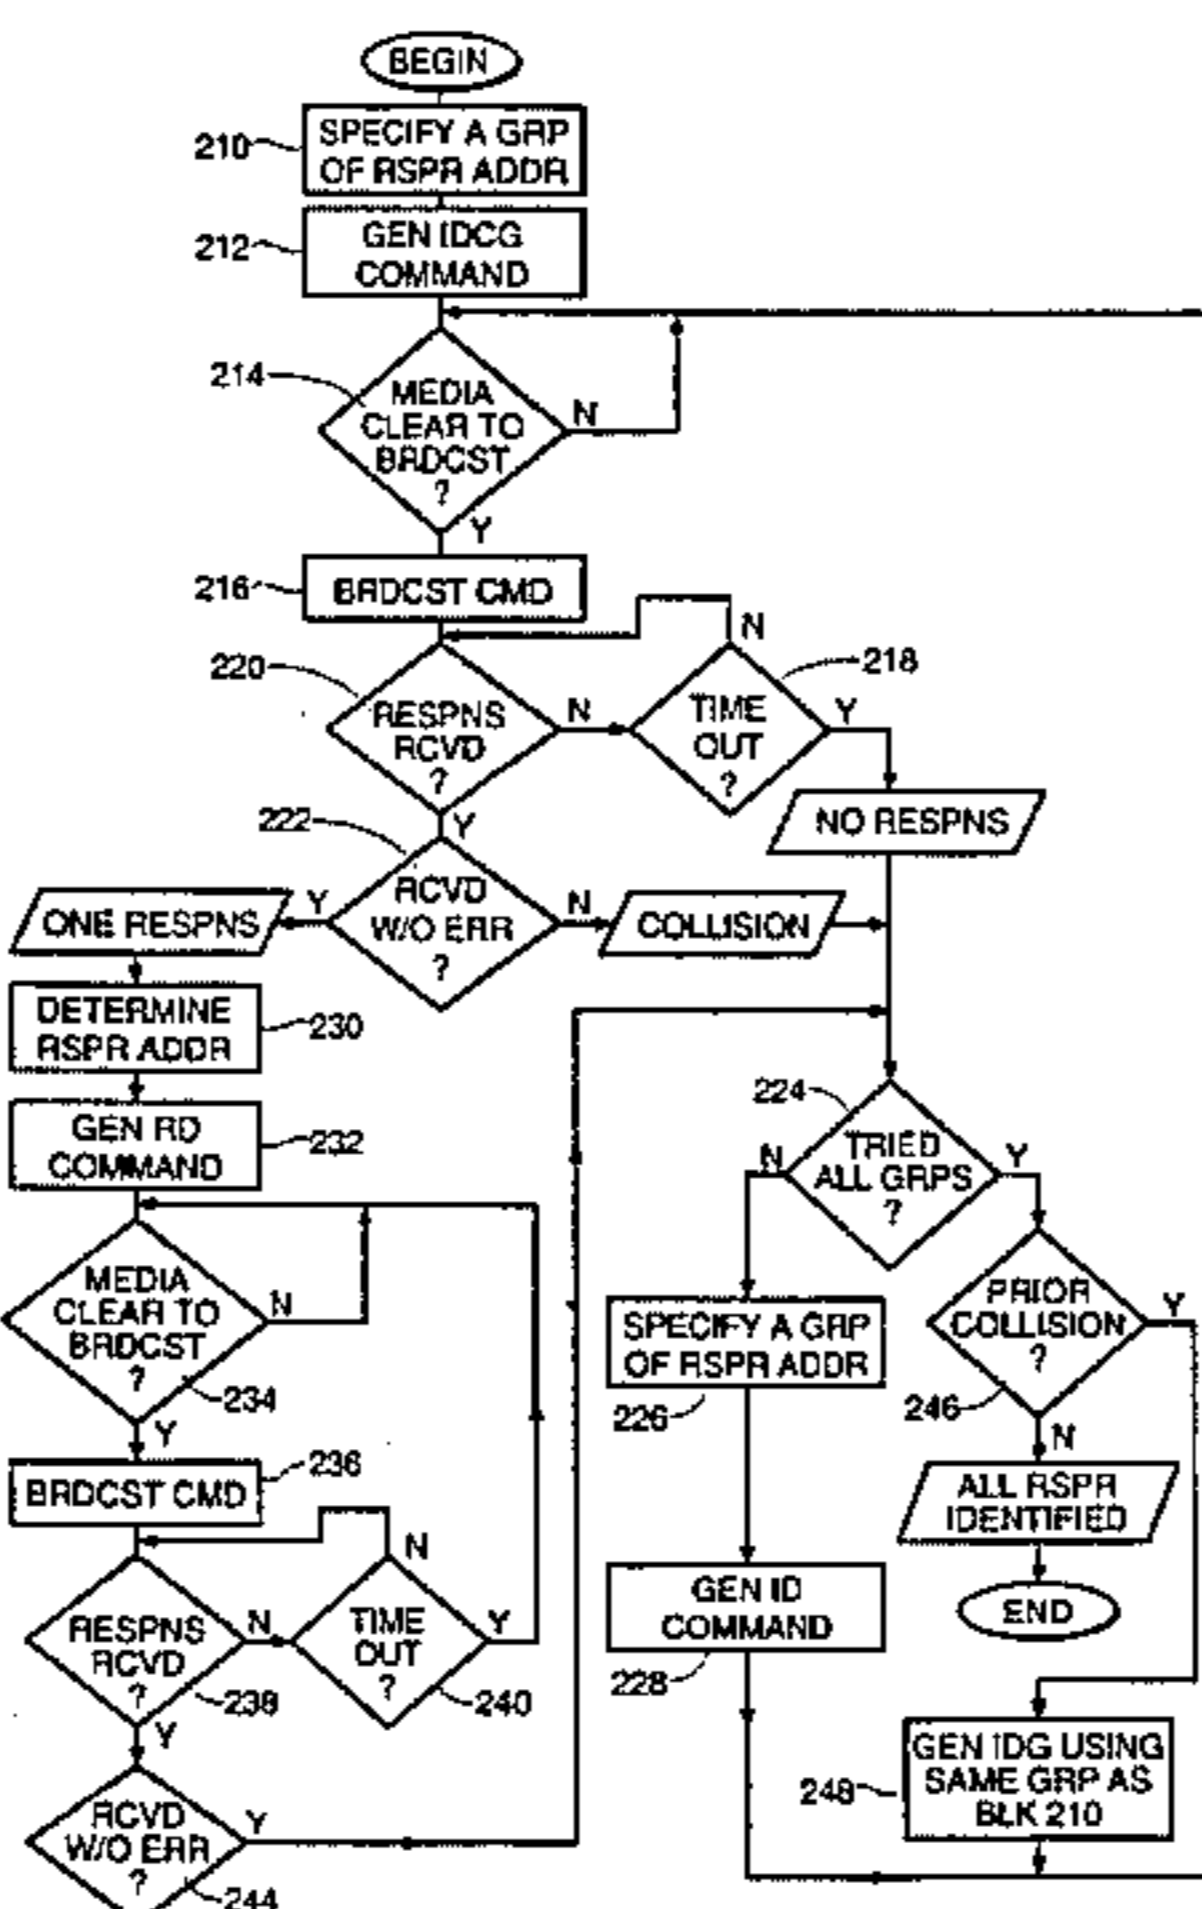 BEGIN
210
SPECIFY A GRP
OF RSPR ADDR
212
GEN IDCG
COMMAND
214
MEDIA
CLEAR TO
BRDCST
?
N
Y
216
BRDCST CMD
220
RESPNS
RCVD
?
N
Y
218
TIME
OUT
?
N
Y
NO RESPNS
222
RCVD
W/O ERR
?
Y
N
ONE RESPNS
COLLISION
DETERMINE
RSPR ADDR
230
GEN RD
COMMAND
232
224
TRIED
ALL GRPS
?
N
Y
MEDIA
CLEAR TO
BRDCST
?
N
234
Y
SPECIFY A GRP
OF RSPR ADDR
226
PRIOR
COLLISION
?
Y
246
N
BRDCST CMD
236
ALL RSPR
IDENTIFIED
END
RESPNS
RCVD
?
N
238
Y
TIME
OUT
?
N
Y
240
GEN ID
COMMAND
228
GEN IDG USING
SAME GRP AS
BLK 210
248
RCVD
W/O ERR
?
Y
244